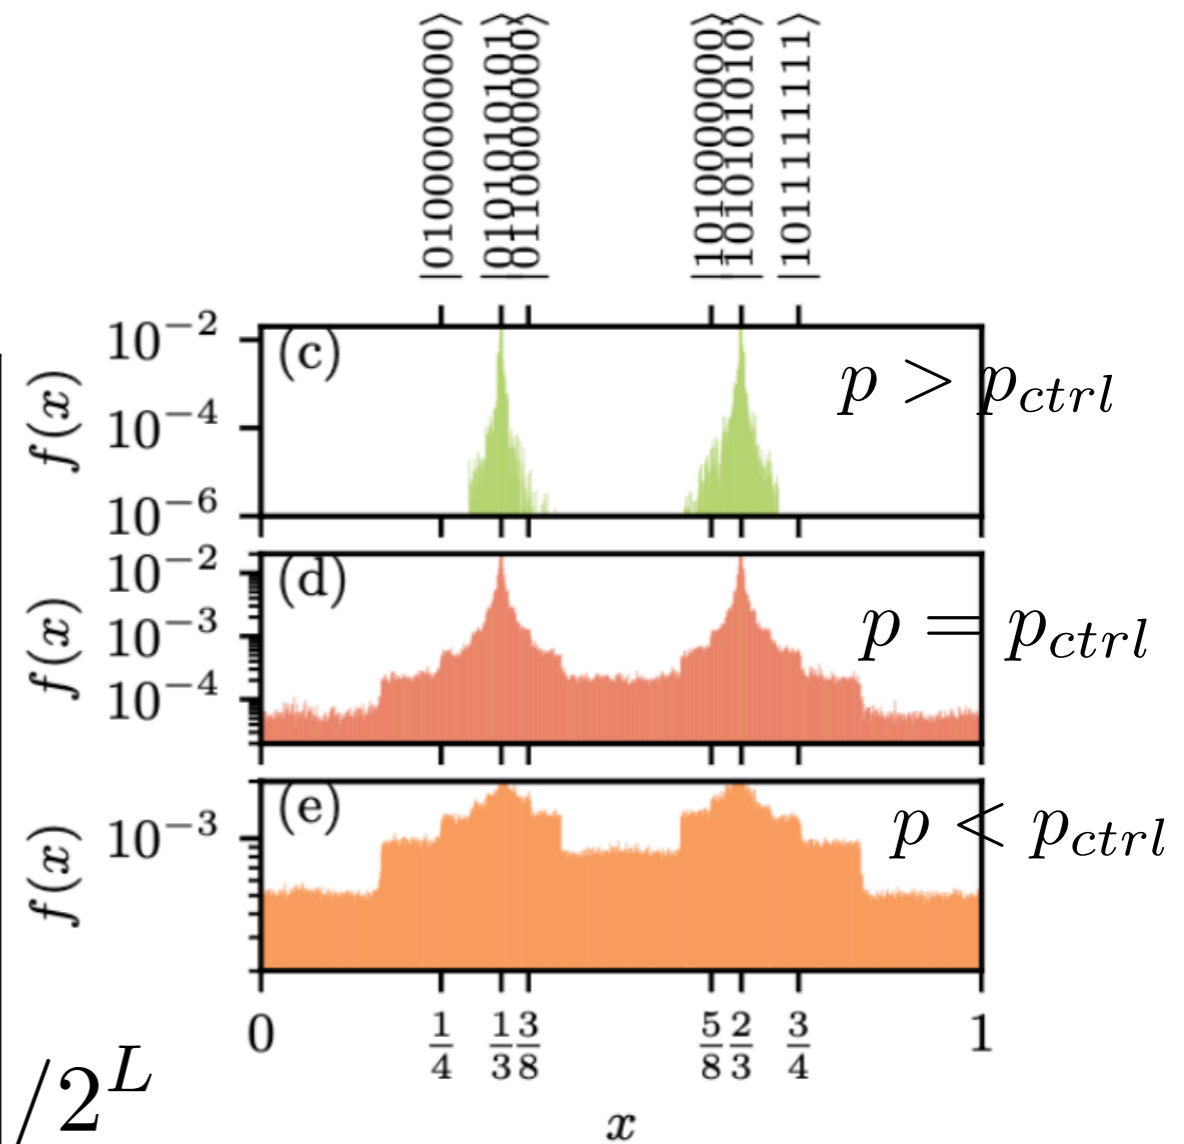 |0100000000⟩
|0101010101⟩
|0110000000⟩
|1010000000⟩
|1010101010⟩
|1011111111⟩
10⁻²
10⁻⁴
10⁻⁶
f(x)
(c)
p > p_{ctrl}
10⁻²
10⁻³
10⁻⁴
f(x)
(d)
p = p_{ctrl}
10⁻³
f(x)
(e)
p < p_{ctrl}
0 1/4 1/3 3/8 5/8 2/3 3/4 1
x
/2^L